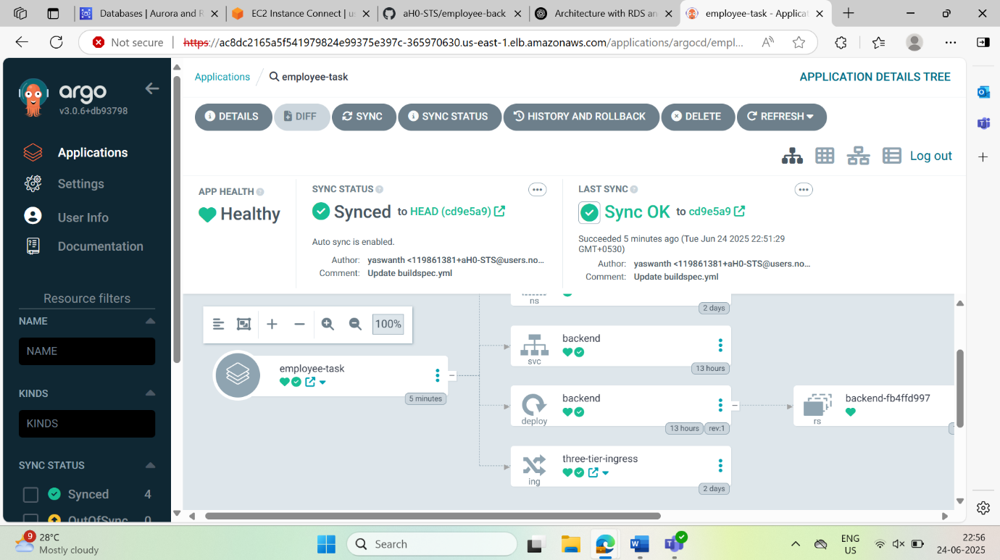 Databases | Aurora and R
EC2 Instance Connect | us
aH0-STS/employee-back
Architecture with RDS an
employee-task - Applicat
Not secure
https://ac8dc2165a5f541979824e99375e397c-365970630.us-east-1.elb.amazonaws.com/applications/argocd/empl...
argo
v3.0.6+db93798
Applications
Settings
User Info
Documentation
Resource filters
NAME
NAME
KINDS
KINDS
SYNC STATUS
Synced 4
OutOfSync 0
Applications / employee-task
APPLICATION DETAILS TREE
DETAILS
DIFF
SYNC
SYNC STATUS
HISTORY AND ROLLBACK
DELETE
REFRESH
Log out
APP HEALTH
Healthy
SYNC STATUS
Synced to HEAD (cd9e5a9)
Auto sync is enabled.
Author: yaswanth <119861381+aH0-STS@users.no...
Comment: Update buildspec.yml
LAST SYNC
Sync OK to cd9e5a9
Succeeded 5 minutes ago (Tue Jun 24 2025 22:51:29
GMT+0530)
Author: yaswanth <119861381+aH0-STS@users.no...
Comment: Update buildspec.yml
100%
employee-task
5 minutes
ns
2 days
backend
svc
13 hours
backend
deploy
13 hours
rev:1
backend-fb4ffd997
rs
three-tier-ingress
ing
2 days
9
28°C
Mostly cloudy
Search
ENG
US
22:56
24-06-2025